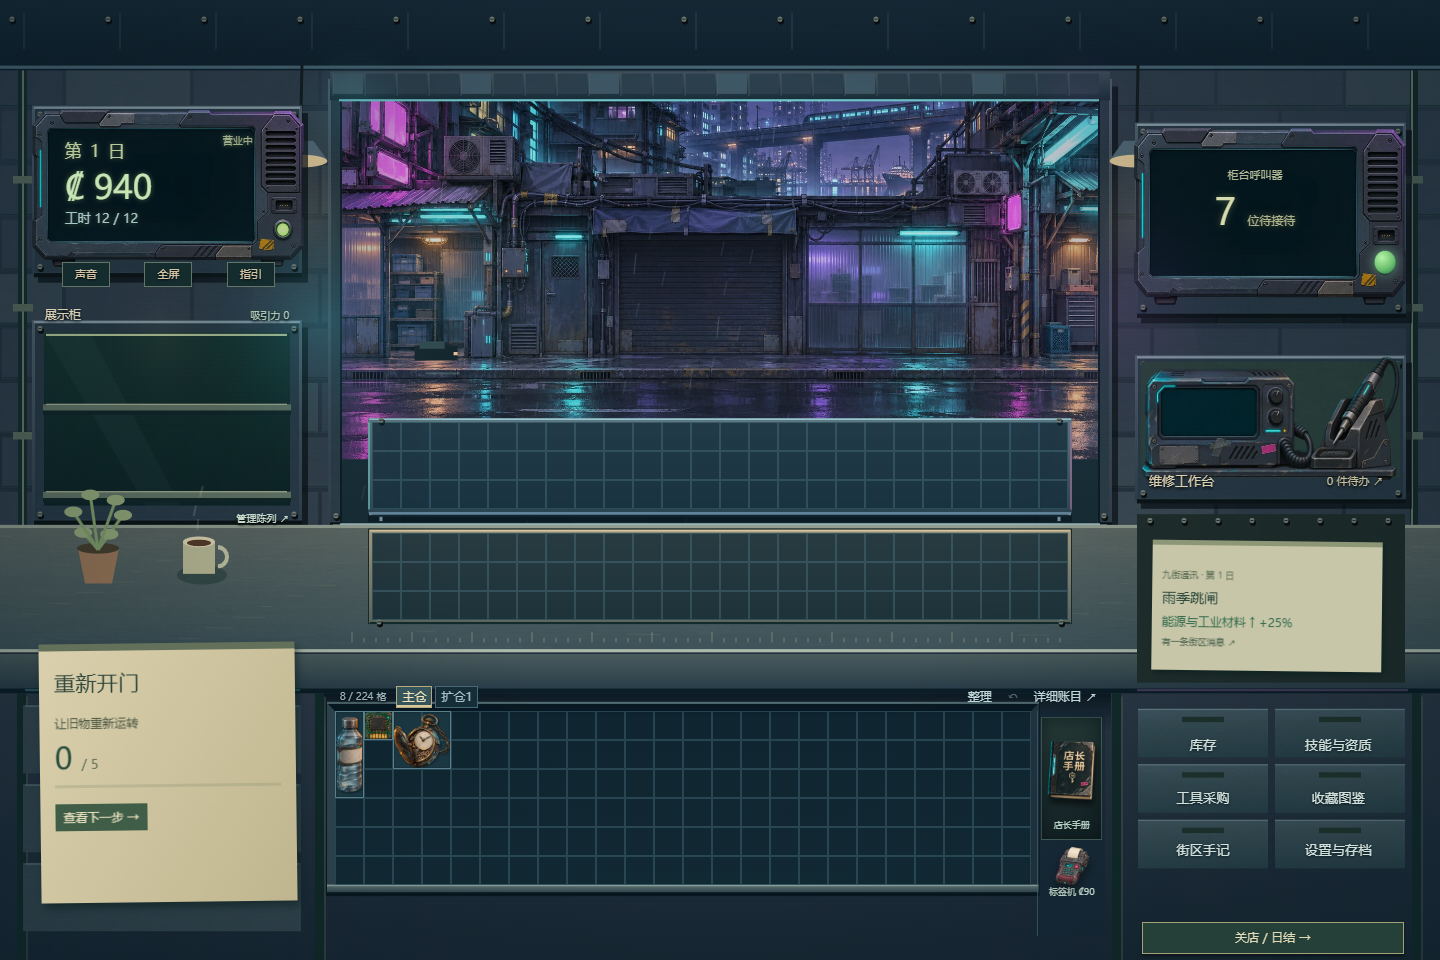 营业中
第 1 日
₡ 940
工时 12 / 12
声音
全屏
指引
展示柜
吸引力 0
管理陈列 ↗
柜台呼叫器
7 位待接待
维修工作台
0 件待办 ↗
九街通讯 · 第 1 日
雨季跳闸
能源与工业材料↑ +25%
有一条街区消息 ↗
重新开门
让旧物重新运转
0 / 5
查看下一步 →
8 / 224 格
主仓
扩仓1
整理
详细账目 ↗
店长
手册
店长手册
标签机 ₡90
库存
技能与资质
工具采购
收藏图鉴
街区手记
设置与存档
关店 / 日结 →